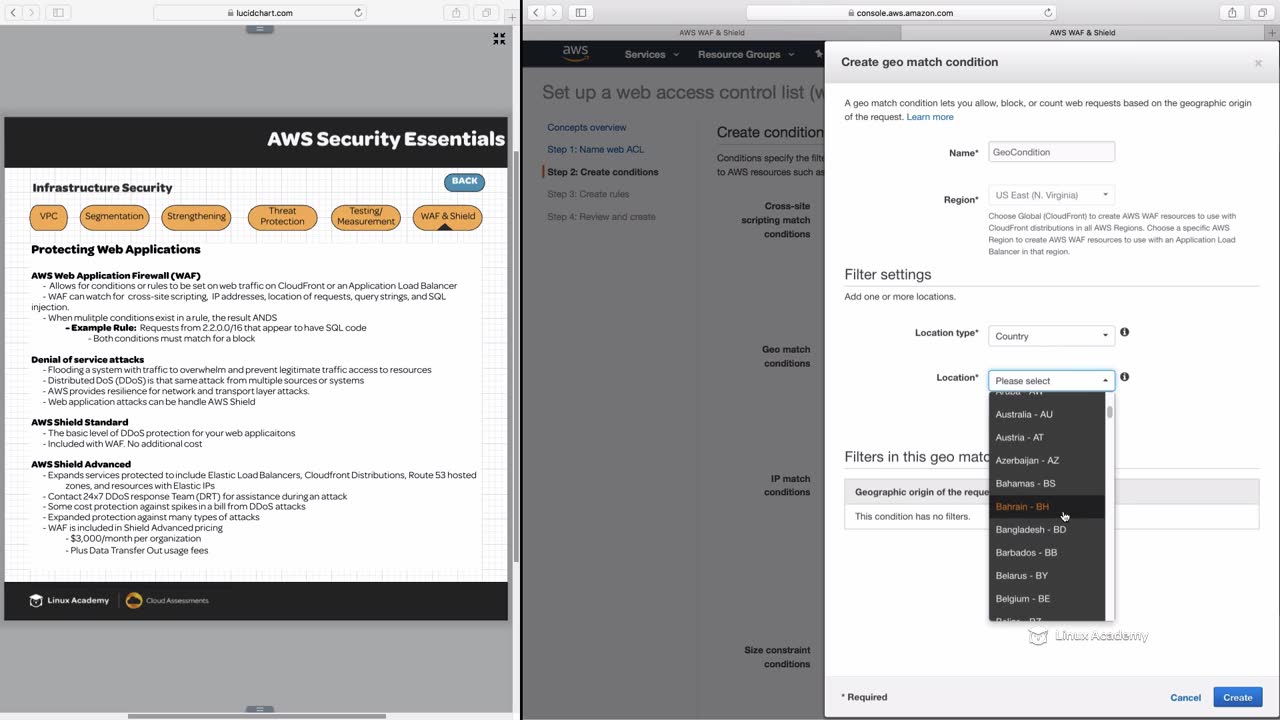 lucidchart.com
AWS Security Essentials
Infrastructure Security
BACK
VPC
Segmentation
Strengthening
Threat
Protection
Testing/
Measurement
WAF & Shield
Protecting Web Applications
AWS Web Application Firewall (WAF)
- Allows for conditions or rules to be set on web traffic on CloudFront or an Application Load Balancer
- WAF can watch for cross-site scripting, IP addresses, location of requests, query strings, and SQL
injection.
- When mulitple conditions exist in a rule, the result ANDS
- Example Rule: Requests from 2.2.0.0/16 that appear to have SQL code
- Both conditions must match for a block
Denial of service attacks
- Flooding a system with traffic to overwhelm and prevent legitimate traffic access to resources
- Distributed DoS (DDoS) is that same attack from multiple sources or systems
- AWS provides resilience for network and transport layer attacks.
- Web application attacks can be handle AWS Shield
AWS Shield Standard
- The basic level of DDoS protection for your web applicaitons
- Included with WAF. No additional cost
AWS Shield Advanced
- Expands services protected to include Elastic Load Balancers, Cloudfront Distributions, Route 53 hosted
zones, and resources with Elastic IPs
- Contact 24x7 DDoS response Team (DRT) for assistance during an attack
- Some cost protection against spikes in a bill from DDoS attacks
- Expanded protection against many types of attacks
- WAF is included in Shield Advanced pricing
- $3,000/month per organization
- Plus Data Transfer Out usage fees
Linux Academy
Cloud Assessments
console.aws.amazon.com
AWS WAF & Shield
AWS WAF & Shield
aws
Services
Resource Groups
Set up a web access control list (w
Concepts overview
Step 1: Name web ACL
Step 2: Create conditions
Step 3: Create rules
Step 4: Review and create
Create condition
Conditions specify the filte
to AWS resources such as
Cross-site
scripting match
conditions
Geo match
conditions
IP match
conditions
Size constraint
conditions
Create geo match condition
A geo match condition lets you allow, block, or count web requests based on the geographic origin
of the request. Learn more
Name*
GeoCondition
Region*
US East (N. Virginia)
Choose Global (CloudFront) to create AWS WAF resources to use with
CloudFront distributions in all AWS Regions. Choose a specific AWS
Region to create AWS WAF resources to use with an Application Load
Balancer in that region.
Filter settings
Add one or more locations.
Location type*
Country
Location*
Please select
Aruba - AW
Australia - AU
Austria - AT
Azerbaijan - AZ
Bahamas - BS
Bahrain - BH
Bangladesh - BD
Barbados - BB
Belarus - BY
Belgium - BE
Filters in this geo matc
Geographic origin of the reque
This condition has no filters.
Linux Academy
* Required
Cancel
Create